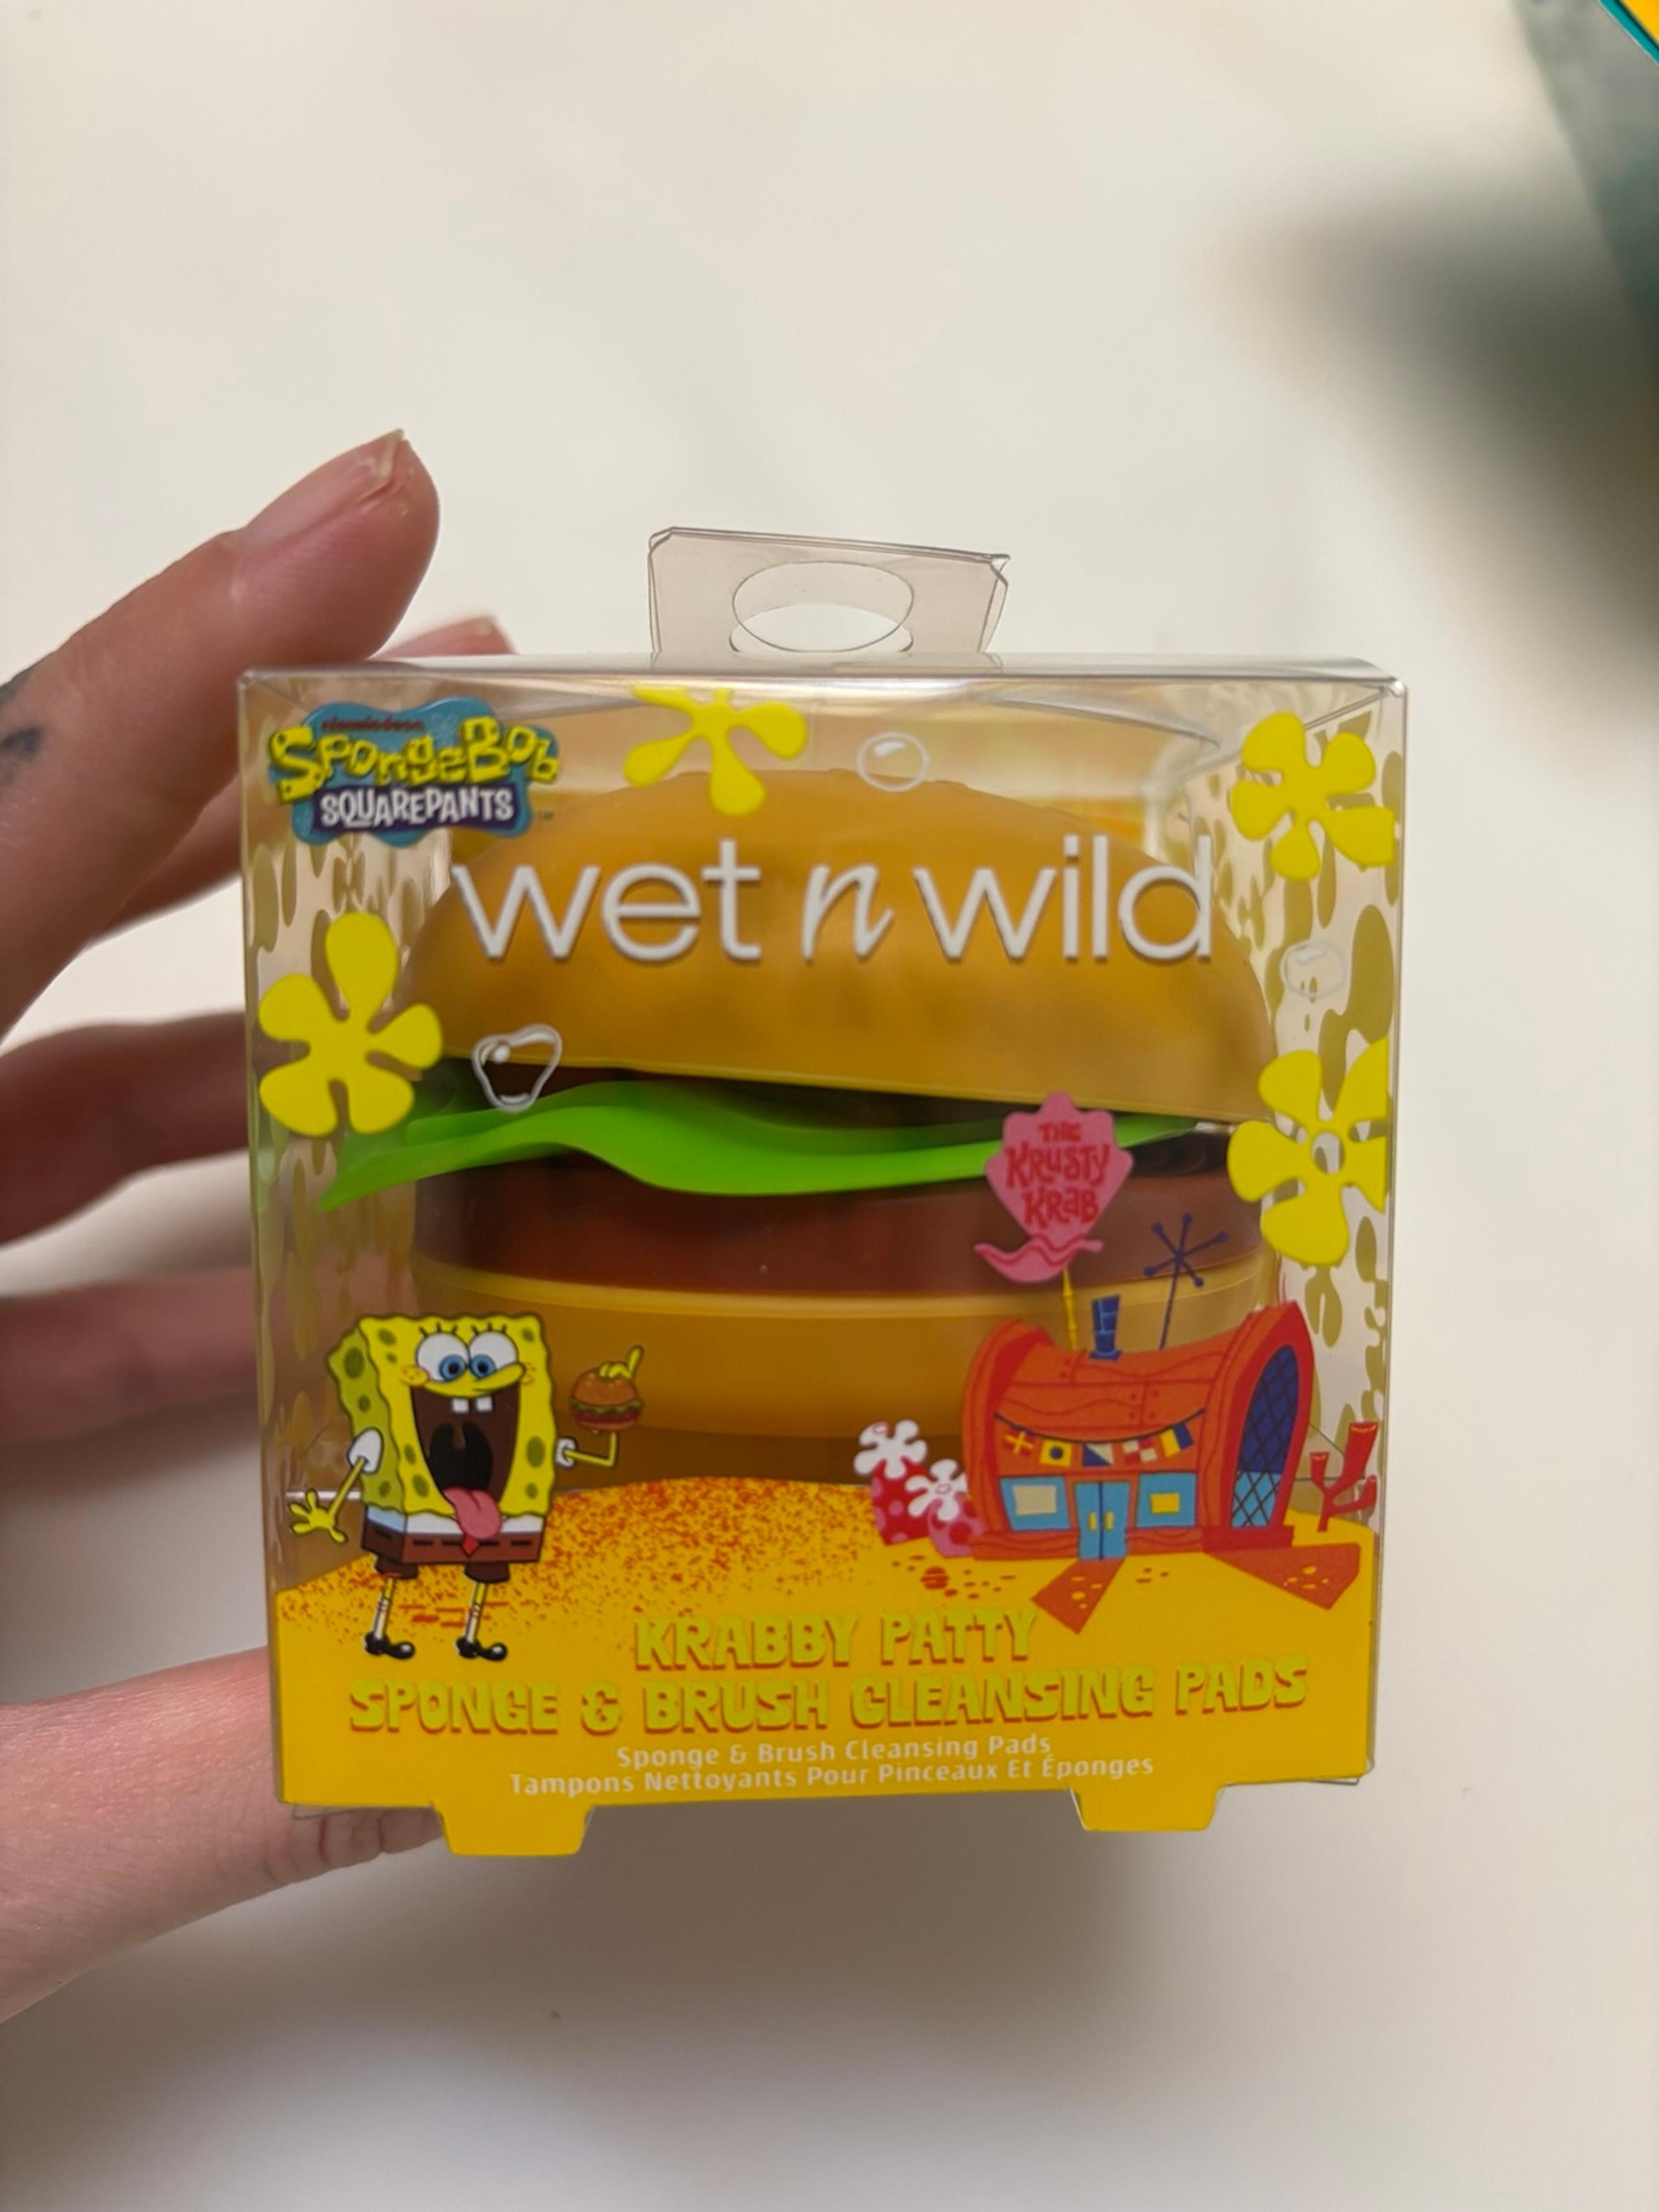 nickelodeon
SpongeBob
SQUAREPANTS
TM
wet n wild
THE
KRUSTY
KRAB
KRABBY PATTY
SPONGE & BRUSH CLEANSING PADS
Sponge & Brush Cleansing Pads
Tampons Nettoyants Pour Pinceaux Et Éponges